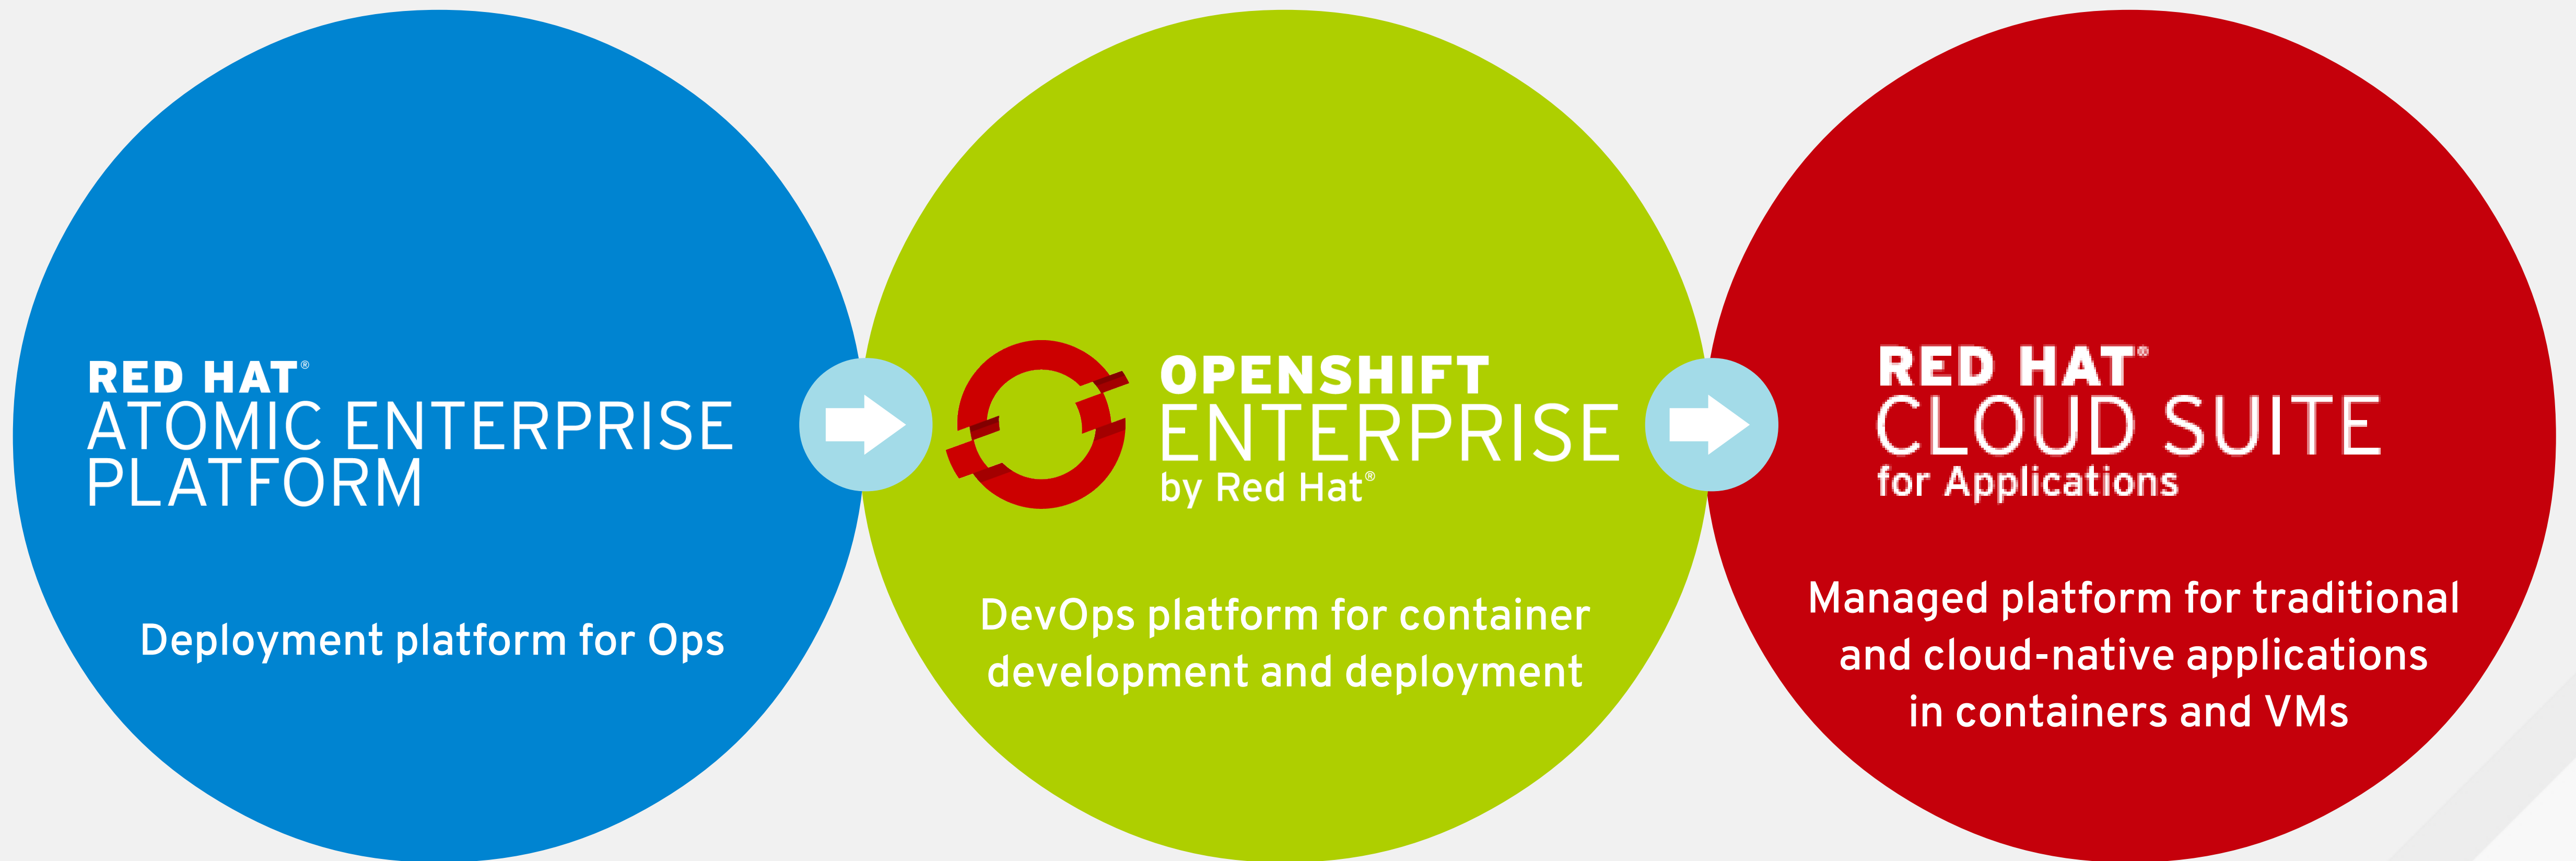 RED HAT®
ATOMIC ENTERPRISE
PLATFORM
Deployment platform for Ops
OPENSHIFT
ENTERPRISE
by Red Hat®
DevOps platform for container
development and deployment
RED HAT®
CLOUD SUITE
for Applications
Managed platform for traditional
and cloud-native applications
in containers and VMs